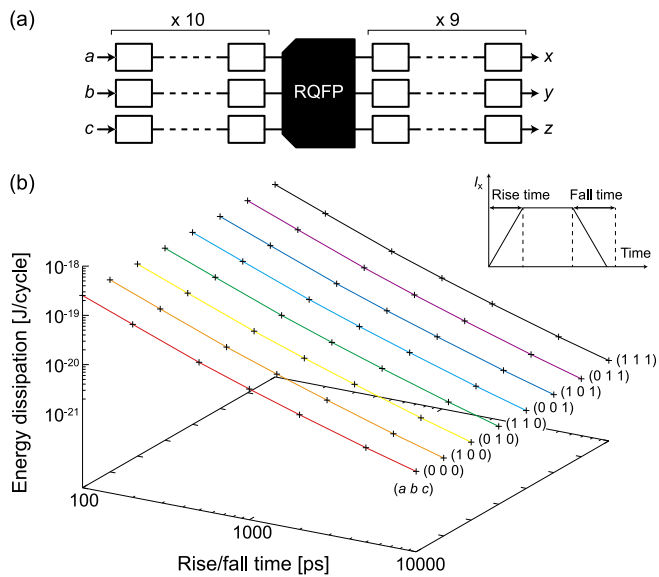 (a)
x 10
x 9
a
x
b
RQFP
y
c
z
(b)
Ix
Rise time
Fall time
Time
Energy dissipation [J/cycle]
10-18
10-19
10-20
10-21
(1 1 1)
(0 1 1)
(1 0 1)
(0 0 1)
(1 1 0)
(0 1 0)
(1 0 0)
(0 0 0)
(a b c)
100
1000
10000
Rise/fall time [ps]